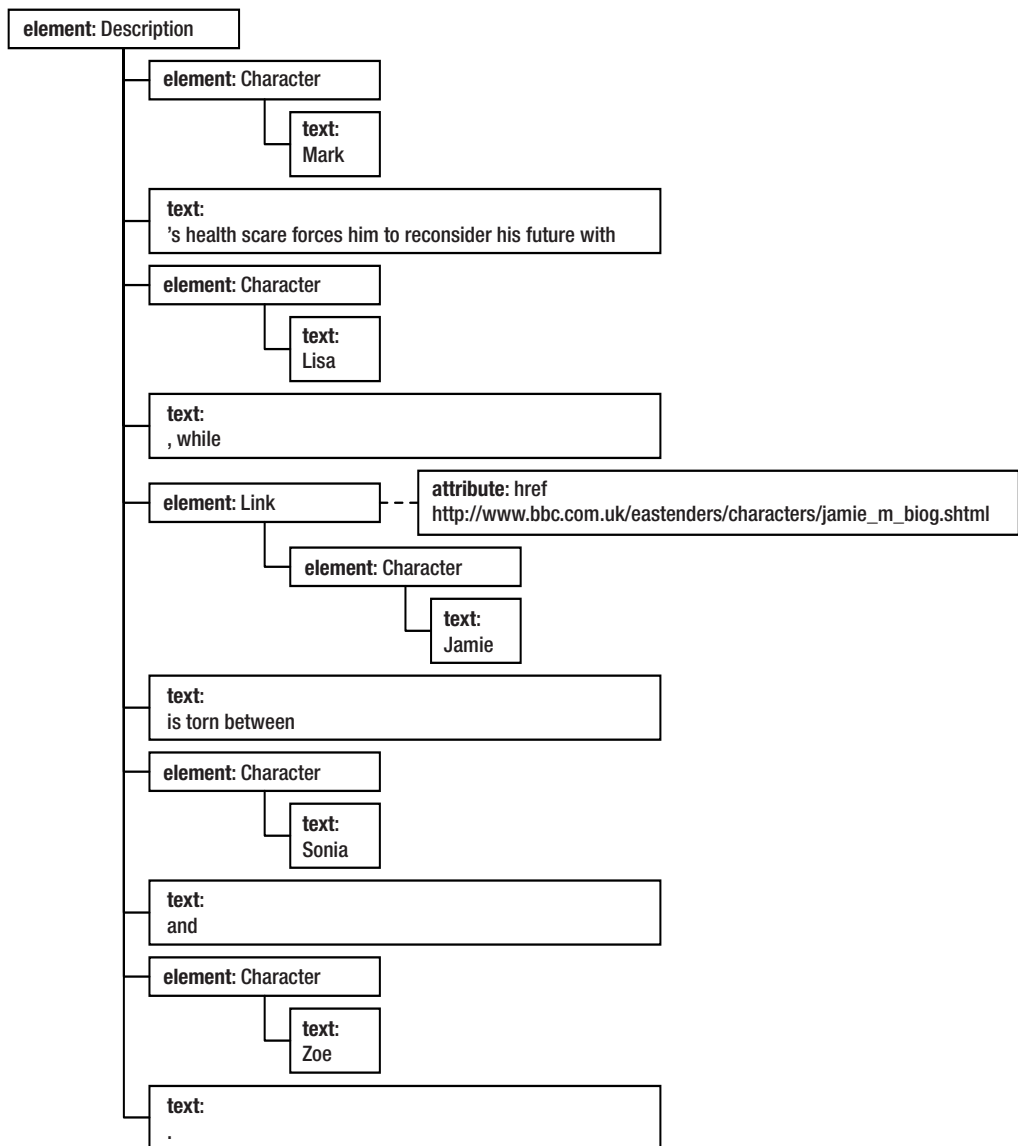 element: Description
element: Character
text:
Mark
text:
’s health scare forces him to reconsider his future with
element: Character
text:
Lisa
text:
, while
element: Link
attribute: href
http://www.bbc.com.uk/eastenders/characters/jamie_m_biog.shtml
element: Character
text:
Jamie
text:
is torn between
element: Character
text:
Sonia
text:
and
element: Character
text:
Zoe
text:
.